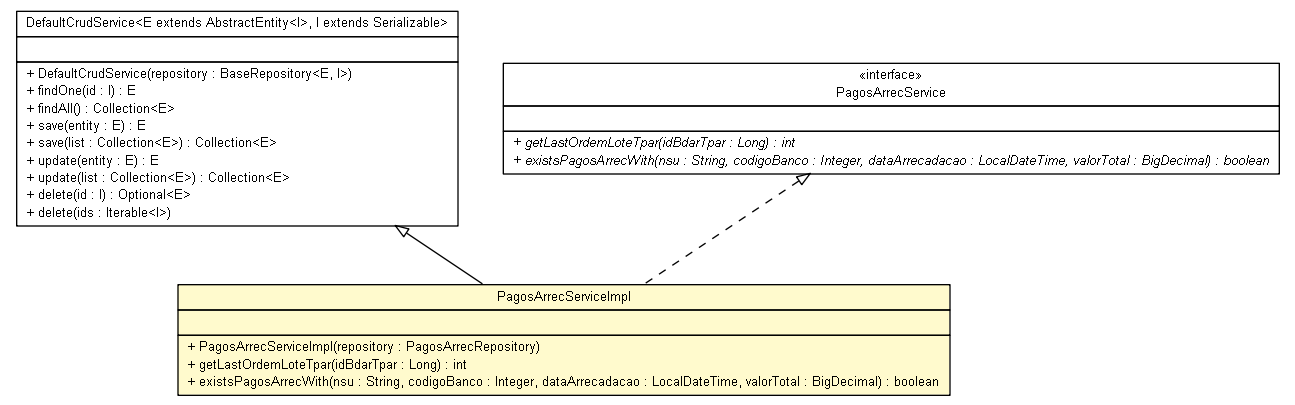 DefaultCrudService<E extends AbstractEntity<I>, I extends Serializable>
+ DefaultCrudService(repository : BaseRepository<E, I>)
+ findOne(id : I) : E
+ findAll() : Collection<E>
+ save(entity : E) : E
+ save(list : Collection<E>) : Collection<E>
+ update(entity : E) : E
+ update(list : Collection<E>) : Collection<E>
+ delete(id : I) : Optional<E>
+ delete(ids : Iterable<I>)
«interface»
PagosArrecService
+ getLastOrdemLoteTpar(idBdarTpar : Long) : int
+ existsPagosArrecWith(nsu : String, codigoBanco : Integer, dataArrecadacao : LocalDateTime, valorTotal : BigDecimal) : boolean
PagosArrecServiceImpl
+ PagosArrecServiceImpl(repository : PagosArrecRepository)
+ getLastOrdemLoteTpar(idBdarTpar : Long) : int
+ existsPagosArrecWith(nsu : String, codigoBanco : Integer, dataArrecadacao : LocalDateTime, valorTotal : BigDecimal) : boolean